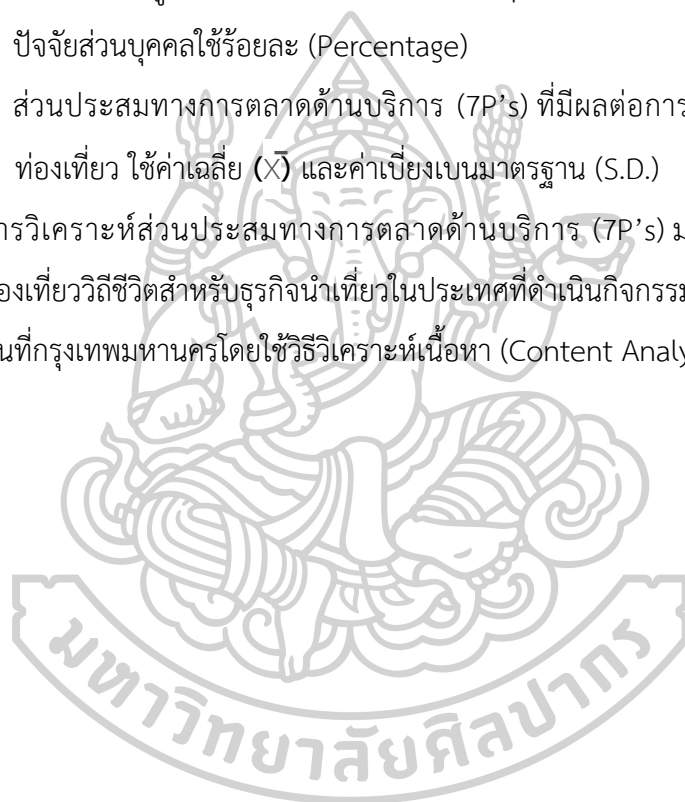 ปัจจัยส่วนบุคคลใช้ร้อยละ (Percentage)
ส่วนประสมทางการตลาดด้านบริการ (7P's) ที่มีผลต่อการ
ท่องเที่ยว ใช้ค่าเฉลี่ย (X̄) และค่าเบี่ยงเบนมาตรฐาน (S.D.)
ารวิเคราะห์ส่วนประสมทางการตลาดด้านบริการ (7P's) ม
องเที่ยววิถีชีวิตสำหรับธุรกิจนำเที่ยวในประเทศที่ดำเนินกิจกรรม
นที่กรุงเทพมหานครโดยใช้วิธีวิเคราะห์เนื้อหา (Content Analy
มหาวิทยาลัยศิลปากร